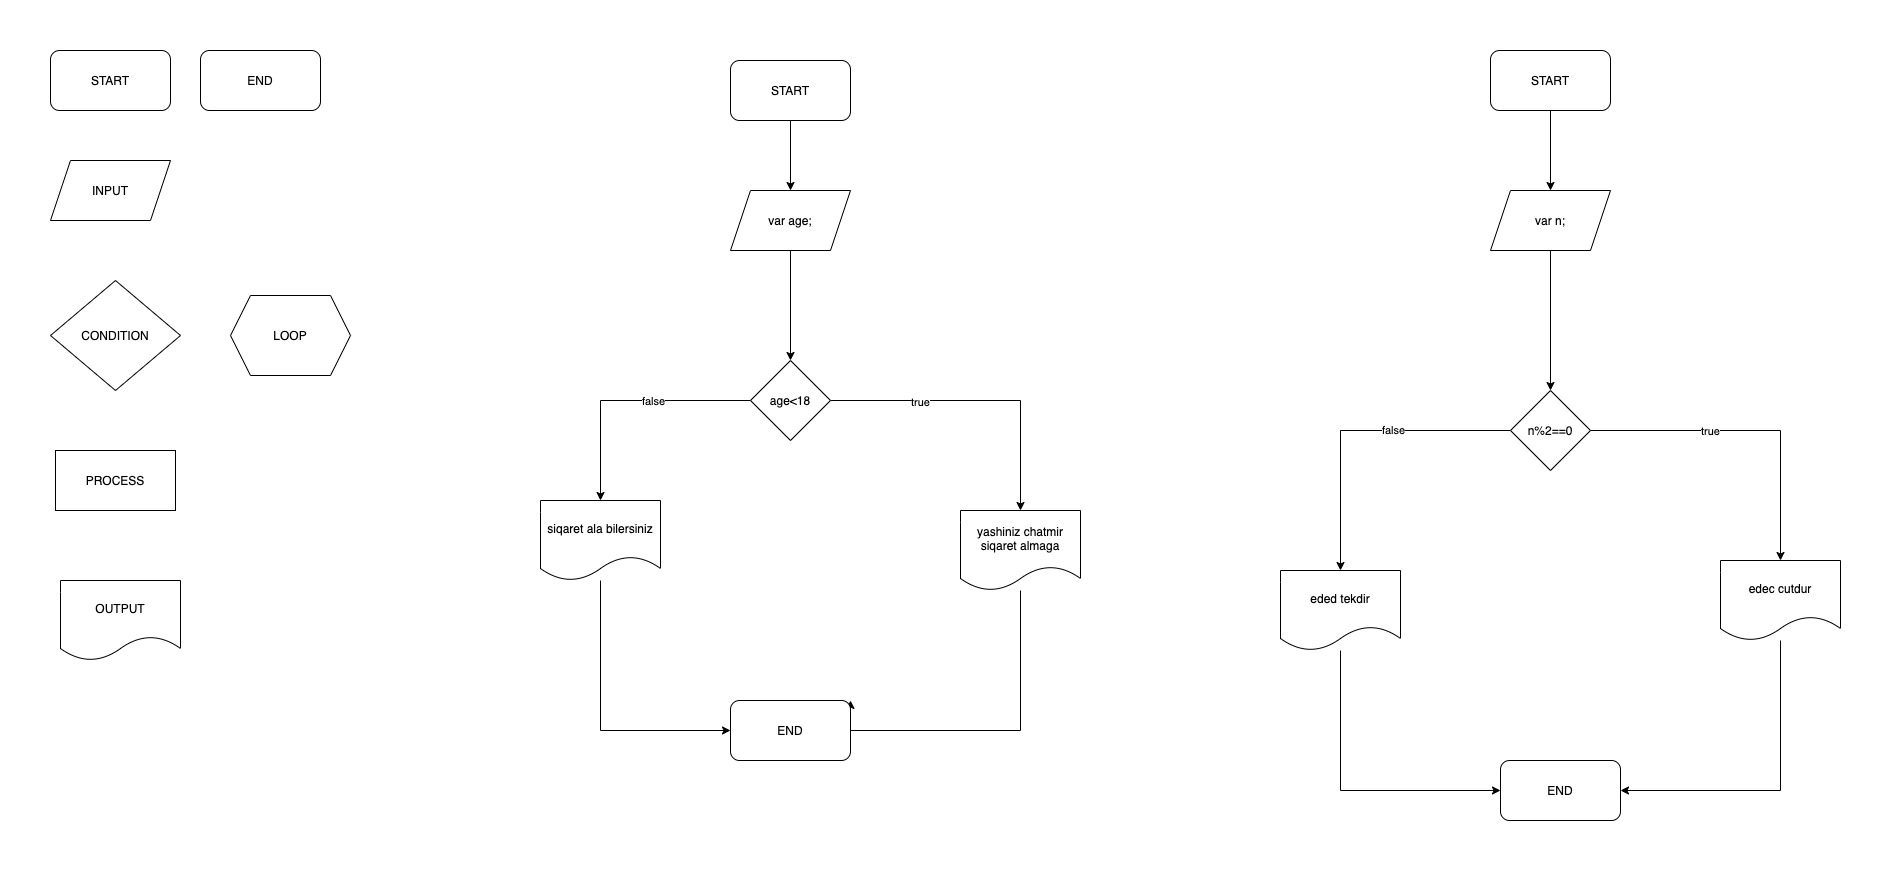 START
END
INPUT
CONDITION
LOOP
PROCESS
OUTPUT
START
var age;
age<18
false
true
siqaret ala bilersiniz
yashiniz chatmir
siqaret almaga
END
START
var n;
n%2==0
false
true
eded tekdir
edec cutdur
END